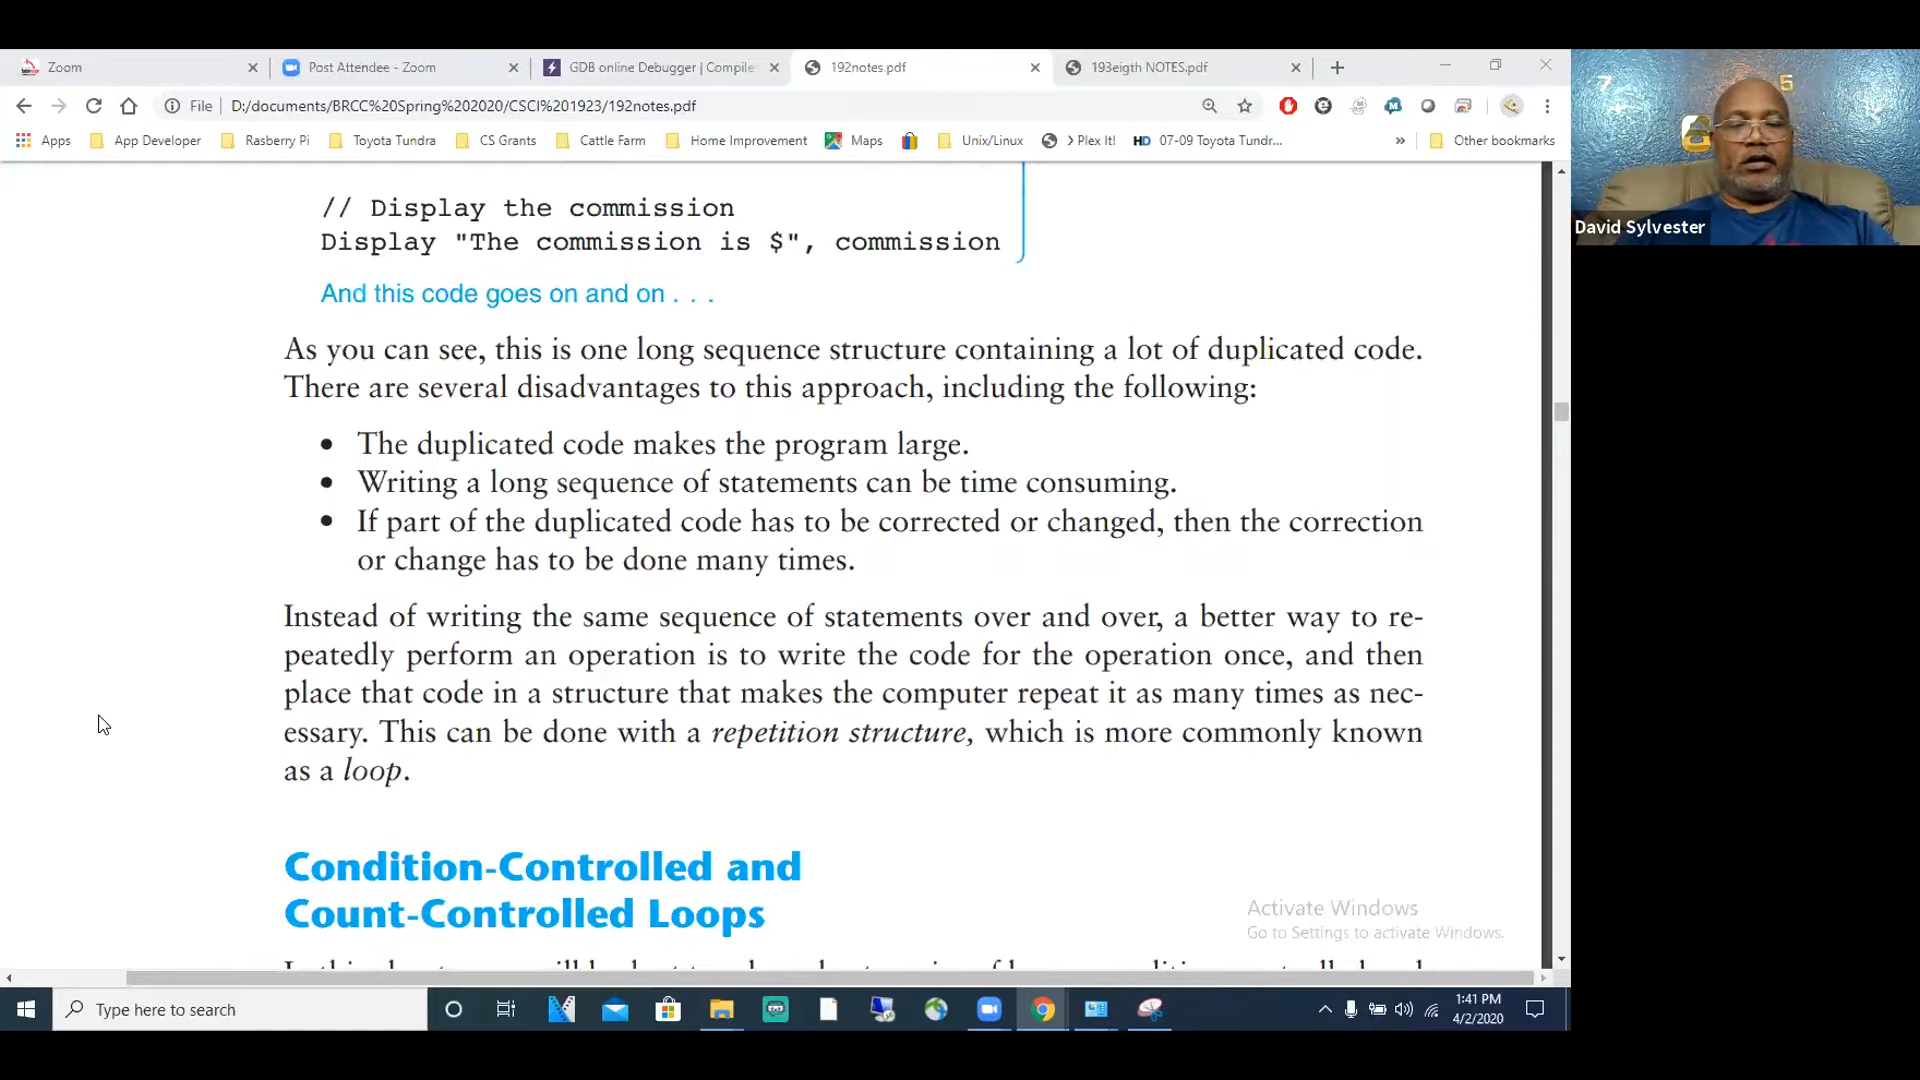 Zoom
Post Attendee - Zoom
GDB online Debugger | Compile
192notes.pdf
193eigth NOTES.pdf
File
D:/documents/BRCC%20Spring%202020/CSCI%201923/192notes.pdf
Apps
App Developer
Rasberry Pi
Toyota Tundra
CS Grants
Cattle Farm
Home Improvement
Maps
Unix/Linux
> Plex It!
HD 07-09 Toyota Tundr...
»
Other bookmarks
7
5
David Sylvester
// Display the commission
Display "The commission is $", commission
And this code goes on and on . . .
As you can see, this is one long sequence structure containing a lot of duplicated code.
There are several disadvantages to this approach, including the following:
• The duplicated code makes the program large.
• Writing a long sequence of statements can be time consuming.
• If part of the duplicated code has to be corrected or changed, then the correction
or change has to be done many times.
Instead of writing the same sequence of statements over and over, a better way to re-
peatedly perform an operation is to write the code for the operation once, and then
place that code in a structure that makes the computer repeat it as many times as nec-
essary. This can be done with a repetition structure, which is more commonly known
as a loop.
Condition-Controlled and
Count-Controlled Loops
Activate Windows
Go to Settings to activate Windows.
Type here to search
1:41 PM
4/2/2020